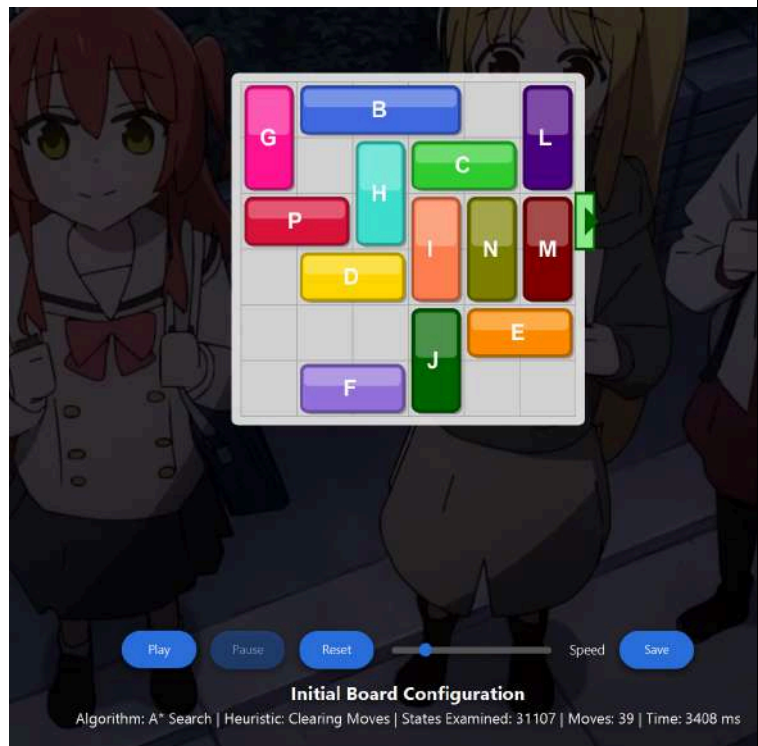 B
G
L
C
H
P
I
N
M
D
E
J
F
Play
Pause
Reset
Speed
Save
Initial Board Configuration
Algorithm: A* Search | Heuristic: Clearing Moves | States Examined: 31107 | Moves: 39 | Time: 3408 ms